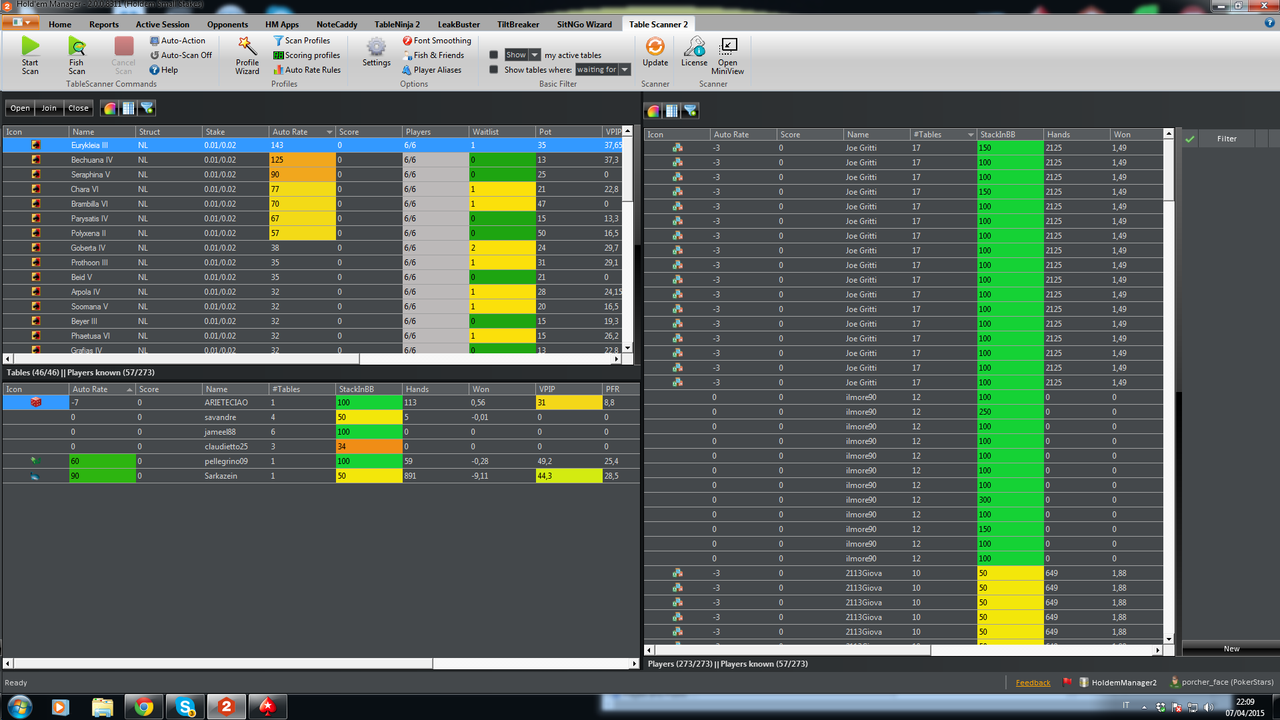 Hold'em Manager - 2.0.0.8311 (Holdem Small Stakes)
Home Reports Active Session Opponents HM Apps NoteCaddy TableNinja 2 LeakBuster TiltBreaker SitNGo Wizard Table Scanner 2
Start Scan
Fish Scan
Cancel Scan
Auto-Action
Auto-Scan Off
Help
TableScanner Commands
Profile Wizard
Scan Profiles
Scoring profiles
Auto Rate Rules
Profiles
Settings
Font Smoothing
Fish & Friends
Player Aliases
Options
Show my active tables
Show tables where: waiting for
Basic Filter
Update
Scanner
License
Open MiniView
Scanner
Open Join Close
Icon Name Struct Stake Auto Rate Score Players Waitlist Pot VPIP
Eurykleia III NL 0.01/0.02 143 0 6/6 1 35 37,65
Bechuana IV NL 0.01/0.02 125 0 6/6 0 13 37,3
Seraphina V NL 0.01/0.02 90 0 6/6 0 25 0
Chara VI NL 0.01/0.02 77 0 6/6 1 21 22,8
Brambilla VI NL 0.01/0.02 70 0 6/6 1 47 0
Parysatis IV NL 0.01/0.02 67 0 6/6 0 15 13,3
Polyxena II NL 0.01/0.02 57 0 6/6 0 50 16,5
Goberta IV NL 0.01/0.02 38 0 6/6 2 24 29,7
Prothoon III NL 0.01/0.02 35 0 6/6 1 31 29,1
Beid V NL 0.01/0.02 35 0 6/6 0 21 0
Arpola IV NL 0.01/0.02 32 0 6/6 1 28 24,15
Soomana V NL 0.01/0.02 32 0 6/6 1 20 16,5
Beyer III NL 0.01/0.02 32 0 6/6 0 15 19,3
Phaetusa VI NL 0.01/0.02 32 0 6/6 1 15 26,2
Grafias IV NL 0.01/0.02 32 0 6/6 0 13 22,8
Tables (46/46) || Players known (57/273)
Icon Auto Rate Score Name #Tables StackInBB Hands Won VPIP PFR
-7 0 ARIETECIAO 1 100 113 0,56 31 8,8
0 0 savandre 4 50 5 -0,01 0 0
0 0 jameel88 6 100 0 0 0 0
0 0 claudietto25 3 34 0 0 0 0
60 0 pellegrino09 1 100 59 -0,28 49,2 25,4
90 0 Sarkazein 1 50 891 -9,11 44,3 28,5
Icon Auto Rate Score Name #Tables StackInBB Hands Won
-3 0 Joe Gritti 17 150 2125 1,49
-3 0 Joe Gritti 17 100 2125 1,49
-3 0 Joe Gritti 17 100 2125 1,49
-3 0 Joe Gritti 17 150 2125 1,49
-3 0 Joe Gritti 17 100 2125 1,49
-3 0 Joe Gritti 17 100 2125 1,49
-3 0 Joe Gritti 17 100 2125 1,49
-3 0 Joe Gritti 17 100 2125 1,49
-3 0 Joe Gritti 17 100 2125 1,49
-3 0 Joe Gritti 17 100 2125 1,49
-3 0 Joe Gritti 17 100 2125 1,49
-3 0 Joe Gritti 17 100 2125 1,49
-3 0 Joe Gritti 17 100 2125 1,49
-3 0 Joe Gritti 17 100 2125 1,49
-3 0 Joe Gritti 17 100 2125 1,49
-3 0 Joe Gritti 17 100 2125 1,49
-3 0 Joe Gritti 17 100 2125 1,49
0 0 ilmore90 12 100 0 0
0 0 ilmore90 12 250 0 0
0 0 ilmore90 12 100 0 0
0 0 ilmore90 12 100 0 0
0 0 ilmore90 12 100 0 0
0 0 ilmore90 12 100 0 0
0 0 ilmore90 12 100 0 0
0 0 ilmore90 12 300 0 0
0 0 ilmore90 12 100 0 0
0 0 ilmore90 12 150 0 0
0 0 ilmore90 12 100 0 0
0 0 ilmore90 12 100 0 0
-3 0 2113Giova 10 50 649 1,88
-3 0 2113Giova 10 50 649 1,88
-3 0 2113Giova 10 50 649 1,88
-3 0 2113Giova 10 50 649 1,88
-3 0 2113Giova 10 50 649 1,88
Players (273/273) || Players known (57/273)
Filter
New
Ready
Feedback HoldemManager2 porcher_face (PokerStars)
IT
22:09
07/04/2015